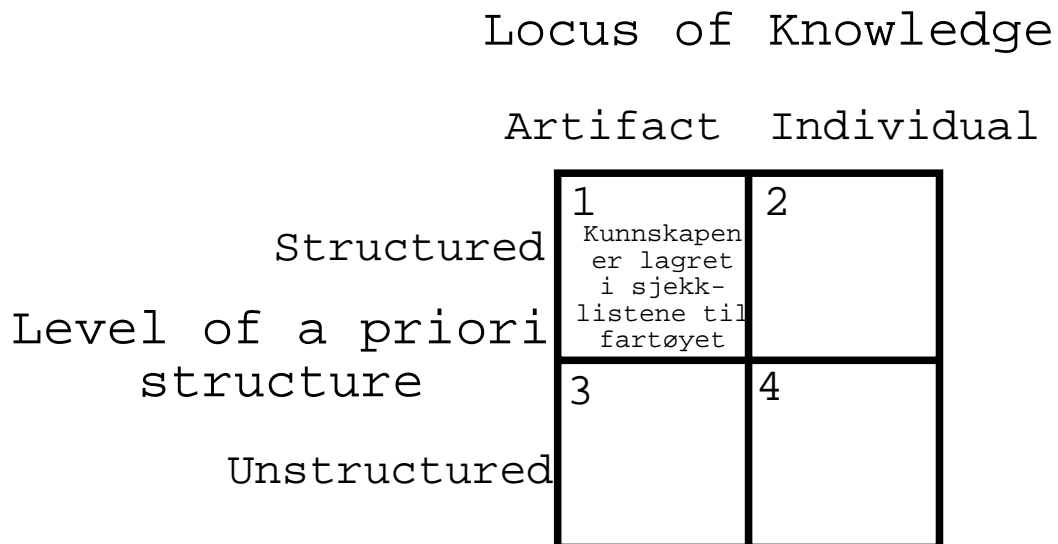 Locus of Knowledge
Artifact Individual
1
2
Structured
Kunnskapen
er lagret
i sjekk-
listene til
fartøyet
Level of a priori
structure
3
4
Unstructured